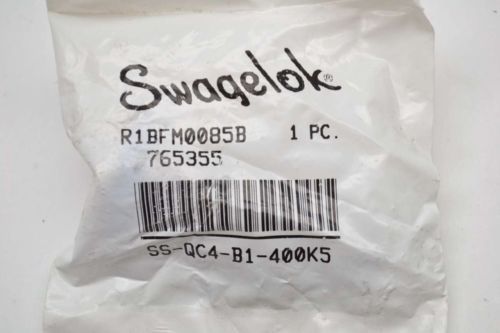 Swagelok®
R1BFM0085B 1 PC.
765355
SS-QC4-B1-400K5